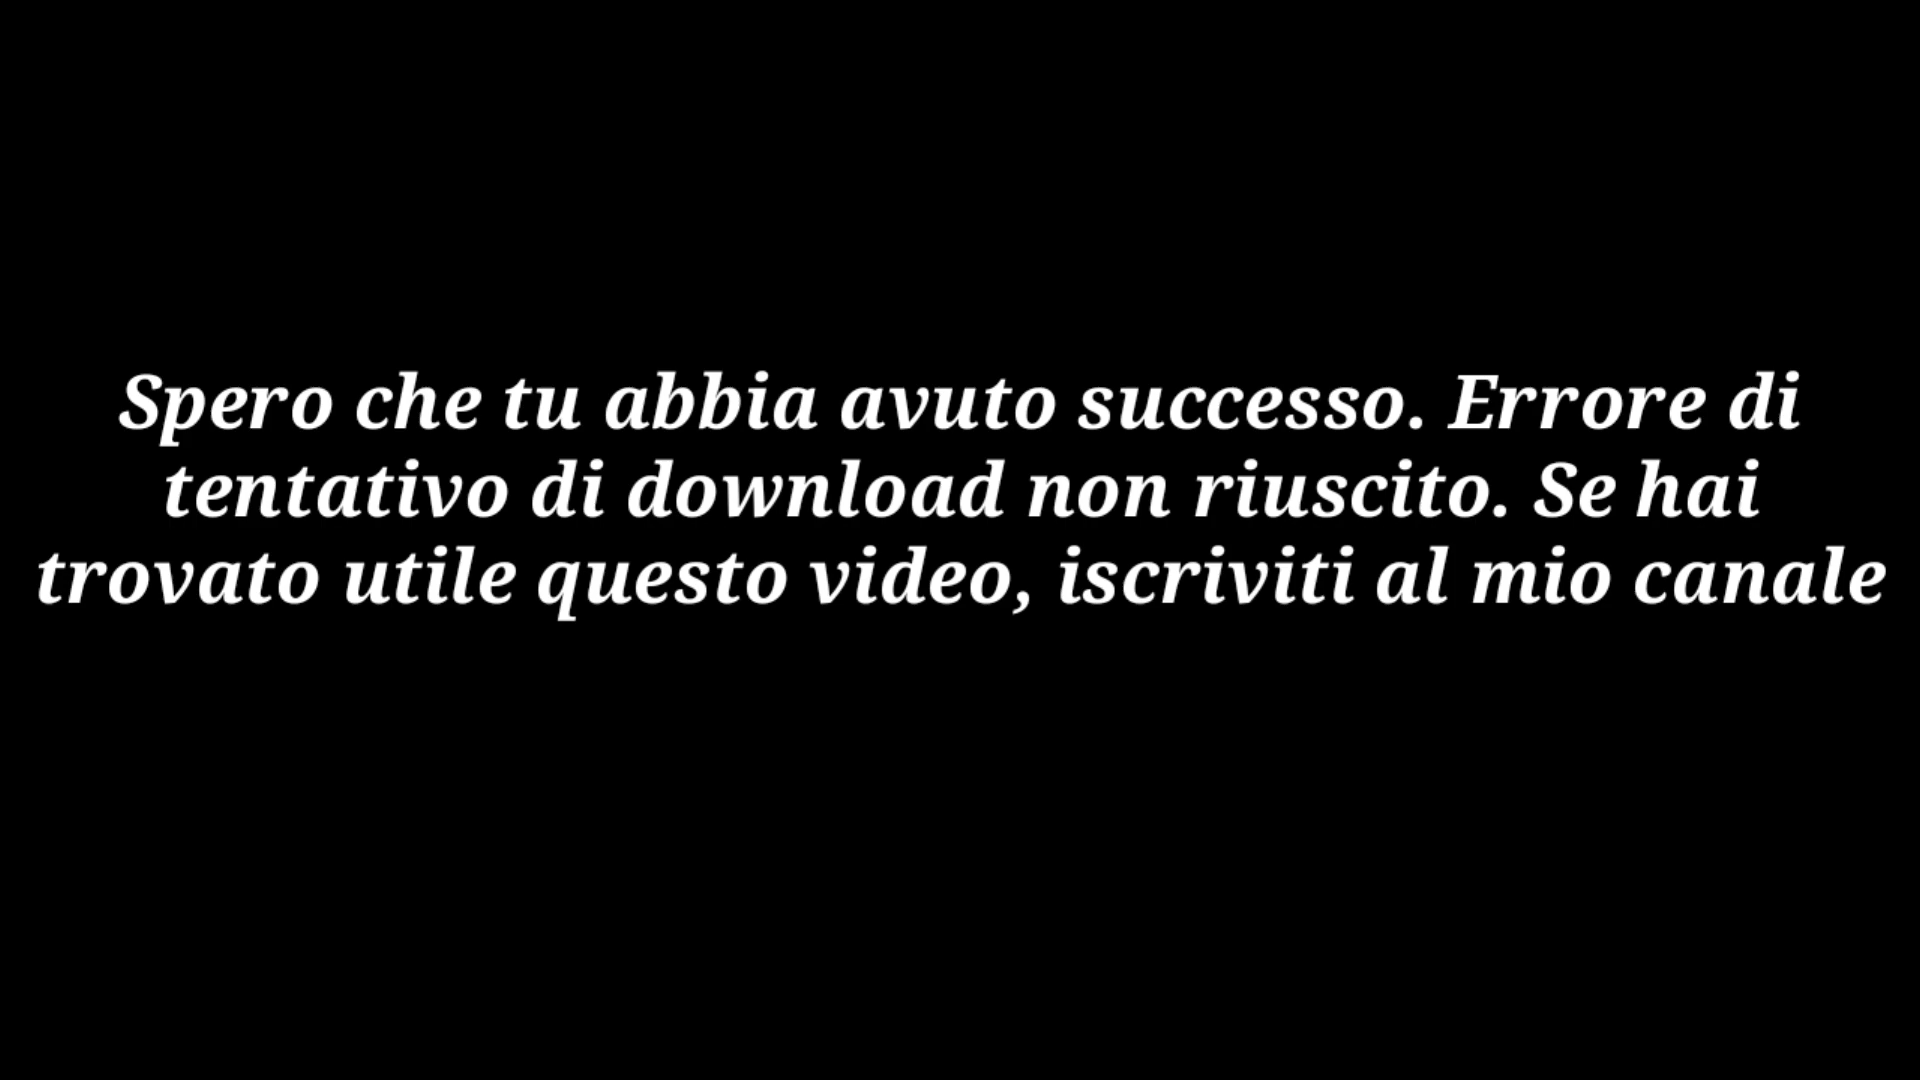 Spero che tu abbia avuto successo. Errore di
tentativo di download non riuscito. Se hai
trovato utile questo video, iscriviti al mio canale